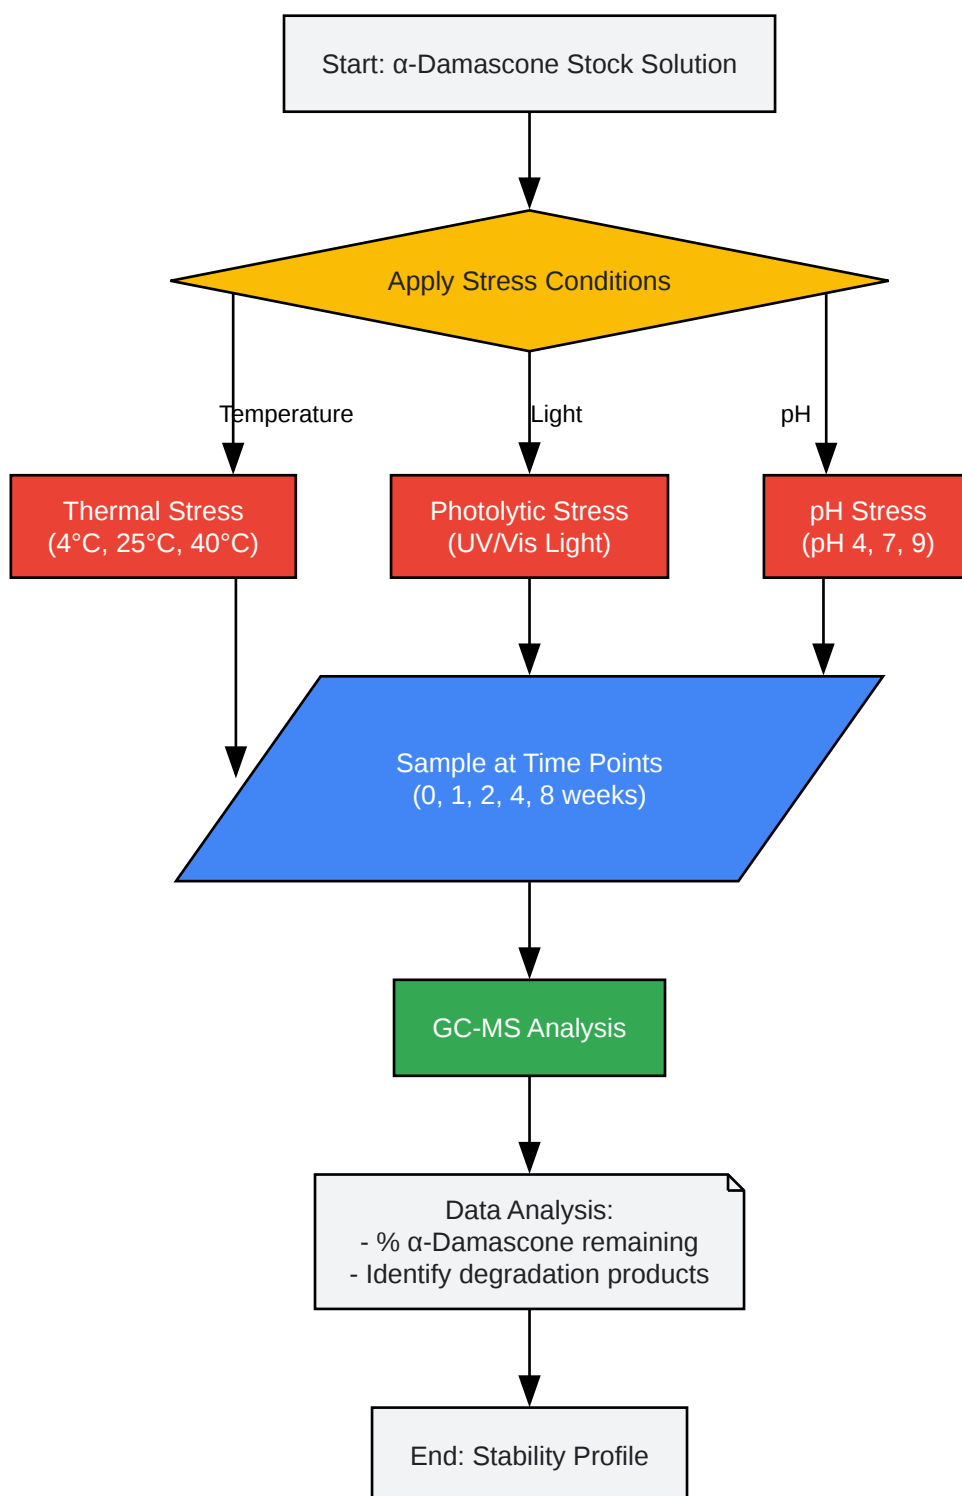 Start: α-Damascone Stock Solution
Apply Stress Conditions
Temperature
Light
pH
Thermal Stress
(4°C, 25°C, 40°C)
Photolytic Stress
(UV/Vis Light)
pH Stress
(pH 4, 7, 9)
Sample at Time Points
(0, 1, 2, 4, 8 weeks)
GC-MS Analysis
Data Analysis:
- % α-Damascone remaining
- Identify degradation products
End: Stability Profile